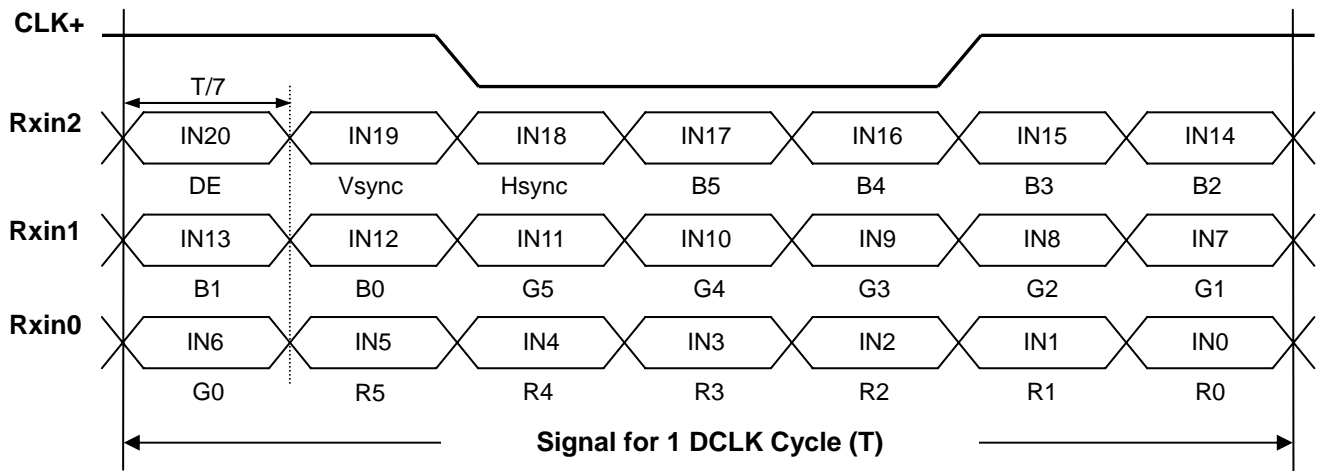 CLK+
T/7
Rxin2 IN20 IN19 IN18 IN17 IN16 IN15 IN14
DE Vsync Hsync B5 B4 B3 B2
Rxin1 IN13 IN12 IN11 IN10 IN9 IN8 IN7
B1 B0 G5 G4 G3 G2 G1
Rxin0 IN6 IN5 IN4 IN3 IN2 IN1 IN0
G0 R5 R4 R3 R2 R1 R0
Signal for 1 DCLK Cycle (T)